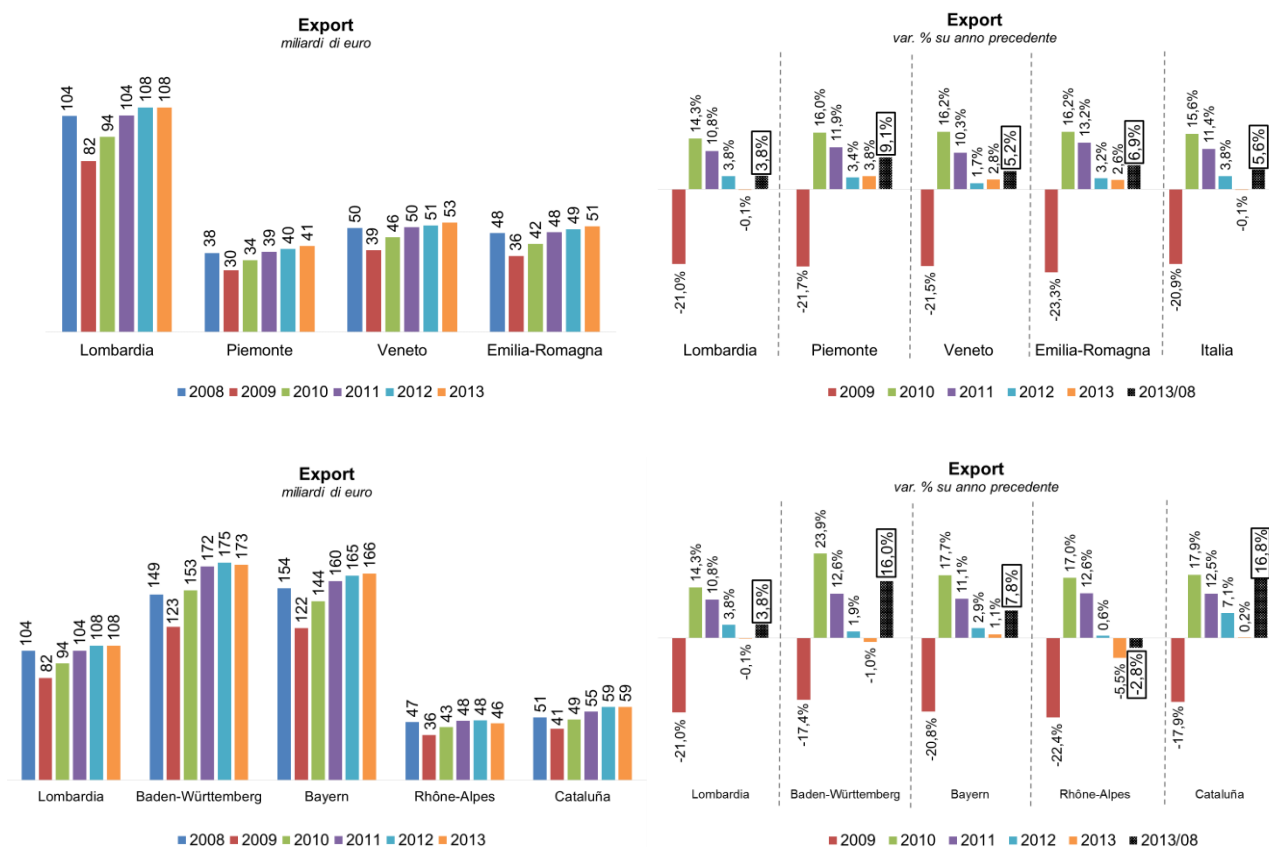 Export
miliardi di euro
104 82 94 104 108 108
38 30 34 39 40 41
50 39 46 50 51 53
48 36 42 48 49 51
Lombardia Piemonte Veneto Emilia-Romagna
2008 2009 2010 2011 2012 2013
Export
var. % su anno precedente
-21,0% 14,3% 10,8% 3,8% -0,1% 3,8%
-21,7% 16,0% 11,9% 3,4% 3,8% 9,1%
-21,5% 16,2% 10,3% 1,7% 2,8% 5,2%
-23,3% 16,2% 13,2% 3,2% 2,6% 6,9%
-20,9% 15,6% 11,4% 3,8% -0,1% 5,6%
Lombardia Piemonte Veneto Emilia-Romagna Italia
2009 2010 2011 2012 2013 2013/08
Export
miliardi di euro
104 82 94 104 108 108
149 123 153 172 175 173
154 122 144 160 165 166
47 36 43 48 48 46
51 41 49 55 59 59
Lombardia Baden-Württemberg Bayern Rhône-Alpes Cataluña
2008 2009 2010 2011 2012 2013
Export
var. % su anno precedente
-21,0% 14,3% 10,8% 3,8% -0,1% 3,8%
-17,4% 23,9% 12,6% 1,9% -1,0% 16,0%
-20,8% 17,7% 11,1% 2,9% 1,1% 7,8%
-22,4% 17,0% 12,6% 0,6% -5,5% -2,8%
-17,9% 17,9% 12,5% 7,1% 0,2% 16,8%
Lombardia Baden-Württemberg Bayern Rhône-Alpes Cataluña
2009 2010 2011 2012 2013 2013/08